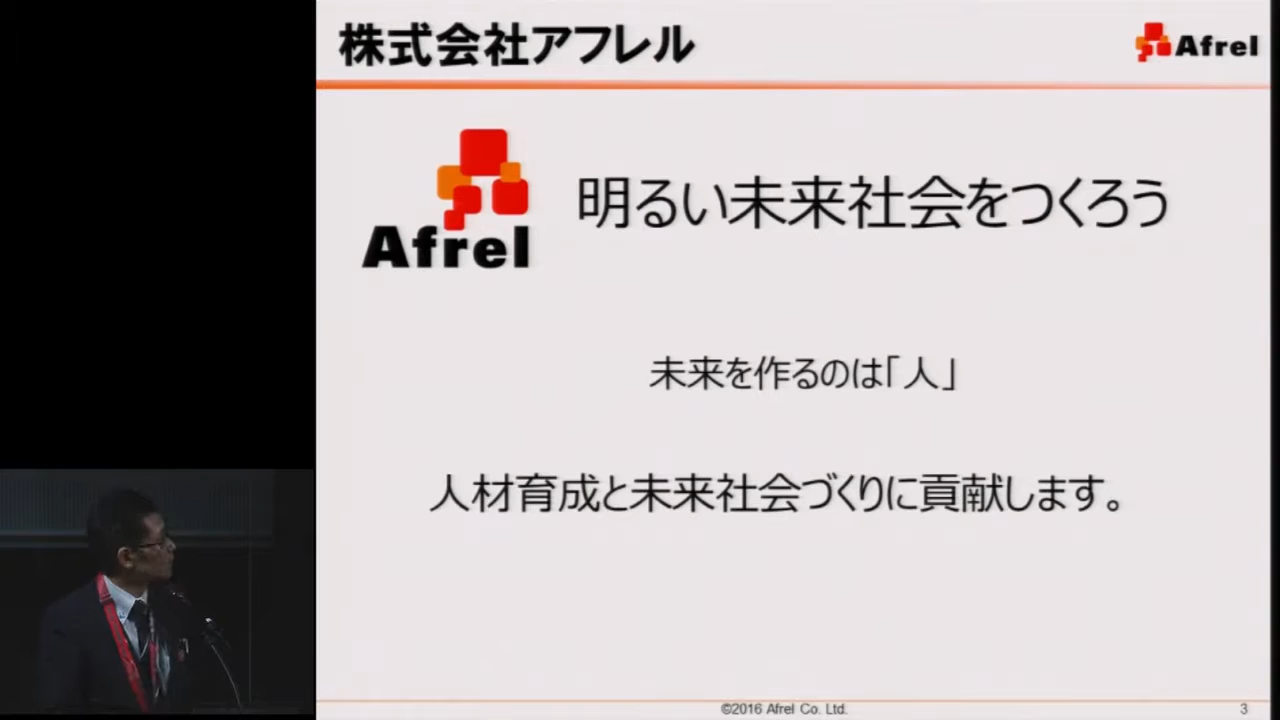 株式会社アフレル
Afrel
Afrel
明るい未来社会をつくろう
未来を作るのは「人」
人材育成と未来社会づくりに貢献します。
©2016 Afrel Co. Ltd.
3